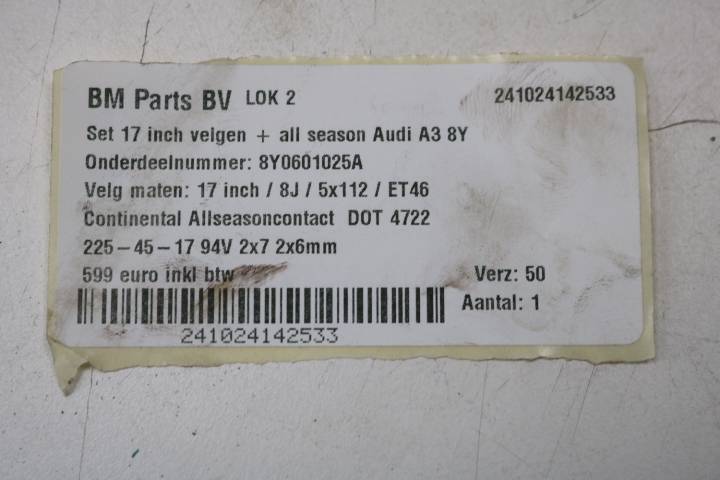 BM Parts BV LOK 2 241024142533
Set 17 inch velgen + all season Audi A3 8Y
Onderdeelnummer: 8Y0601025A
Velg maten: 17 inch / 8J / 5x112 / ET46
Continental Allseasoncontact DOT 4722
225-45-17 94V 2x7 2x6mm
599 euro inkl btw Verz: 50
Aantal: 1
241024142533